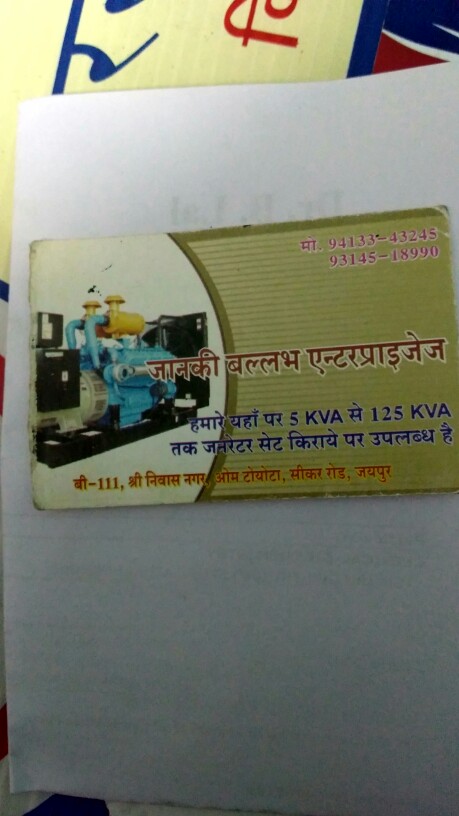 मो. 94133-43245
93145-18990
जानकी बल्लभ एन्टरप्राइजेज
हमारे यहाँ पर 5 KVA से 125 KVA
तक जनरेटर सेट किराये पर उपलब्ध है
बी-111, श्री निवास नगर, ओम टोयोटा, सीकर रोड, जयपुर